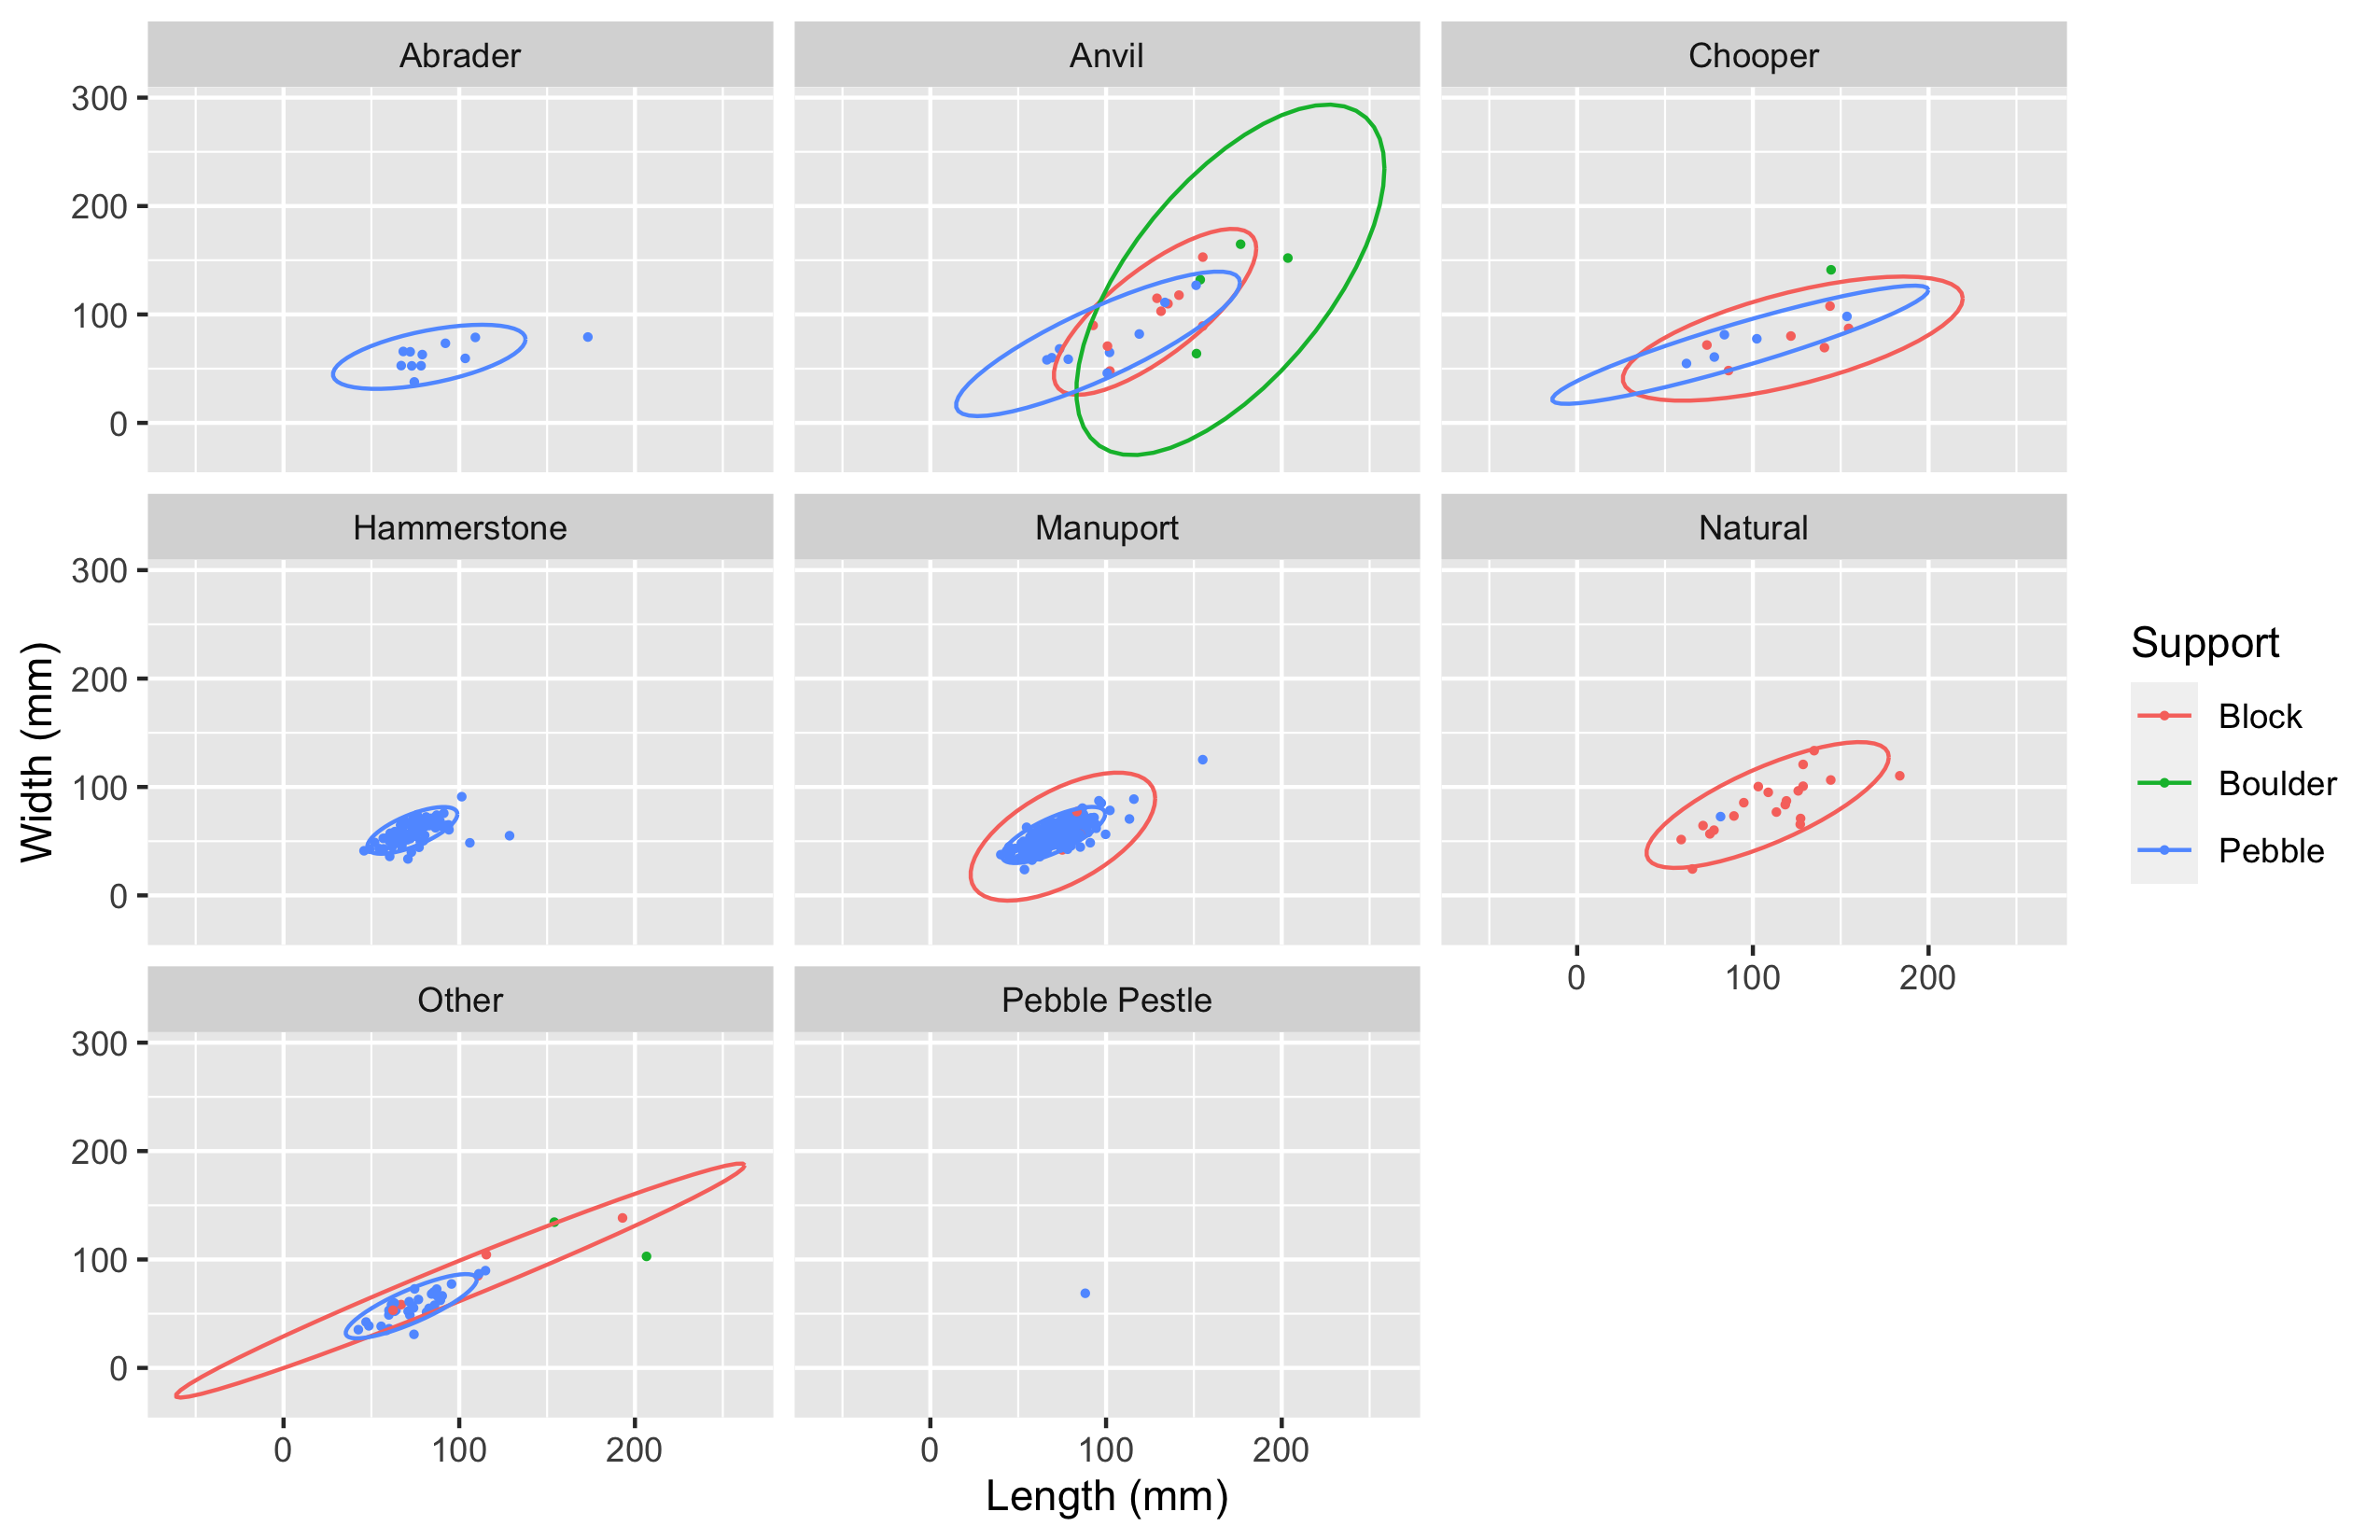 Abrader
Anvil
Chooper
300
200
100
0
Hammerstone
Manuport
Natural
300
200
100
0
0
100
200
Other
Pebble Pestle
300
200
100
0
0
100
200
0
100
200
Length (mm)
Width (mm)
Support
Block
Boulder
Pebble